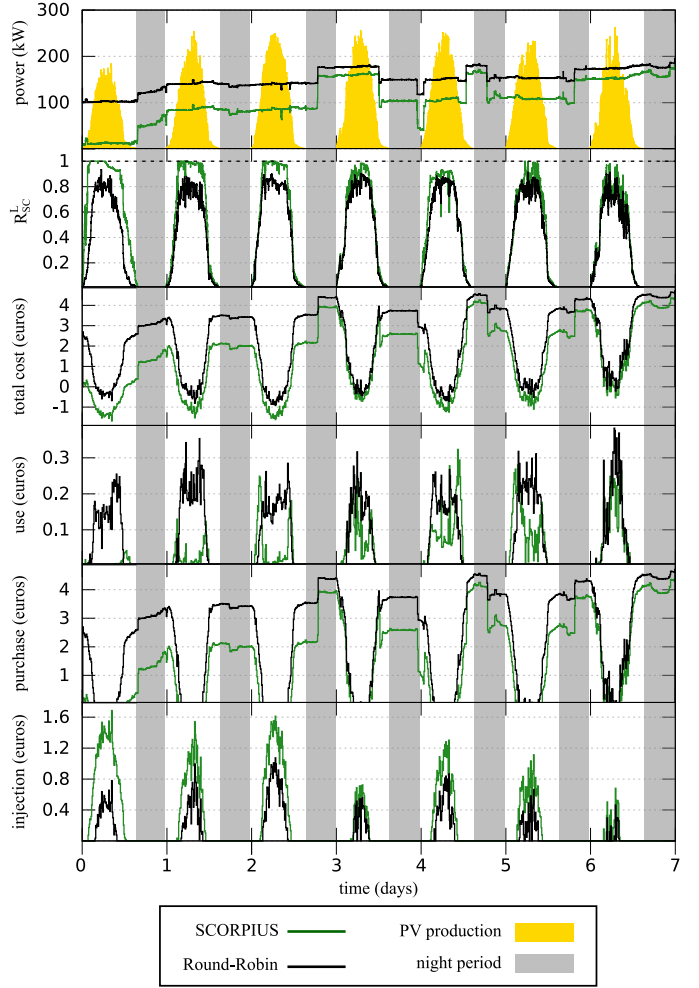 300
200
100
power (kW)
1
0.8
0.6
0.4
0.2
R_SC^L
4
3
2
1
0
-1
total cost (euros)
0.3
0.2
0.1
use (euros)
4
3
2
1
purchase (euros)
1.6
1.2
0.8
0.4
injection (euros)
0 1 2 3 4 5 6 7
time (days)
SCORPIUS PV production
Round-Robin night period